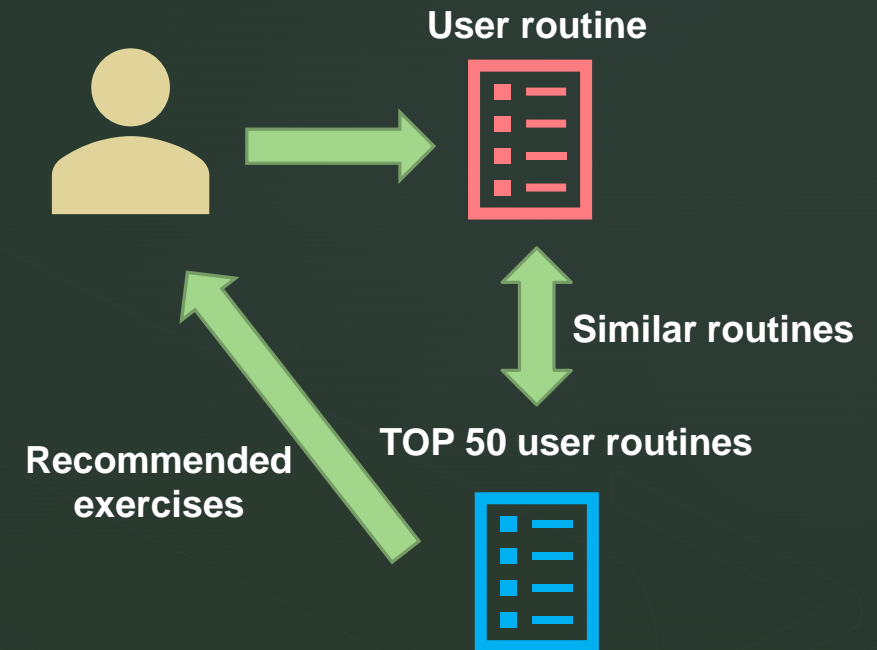 User routine
Similar routines
TOP 50 user routines
Recommended
exercises